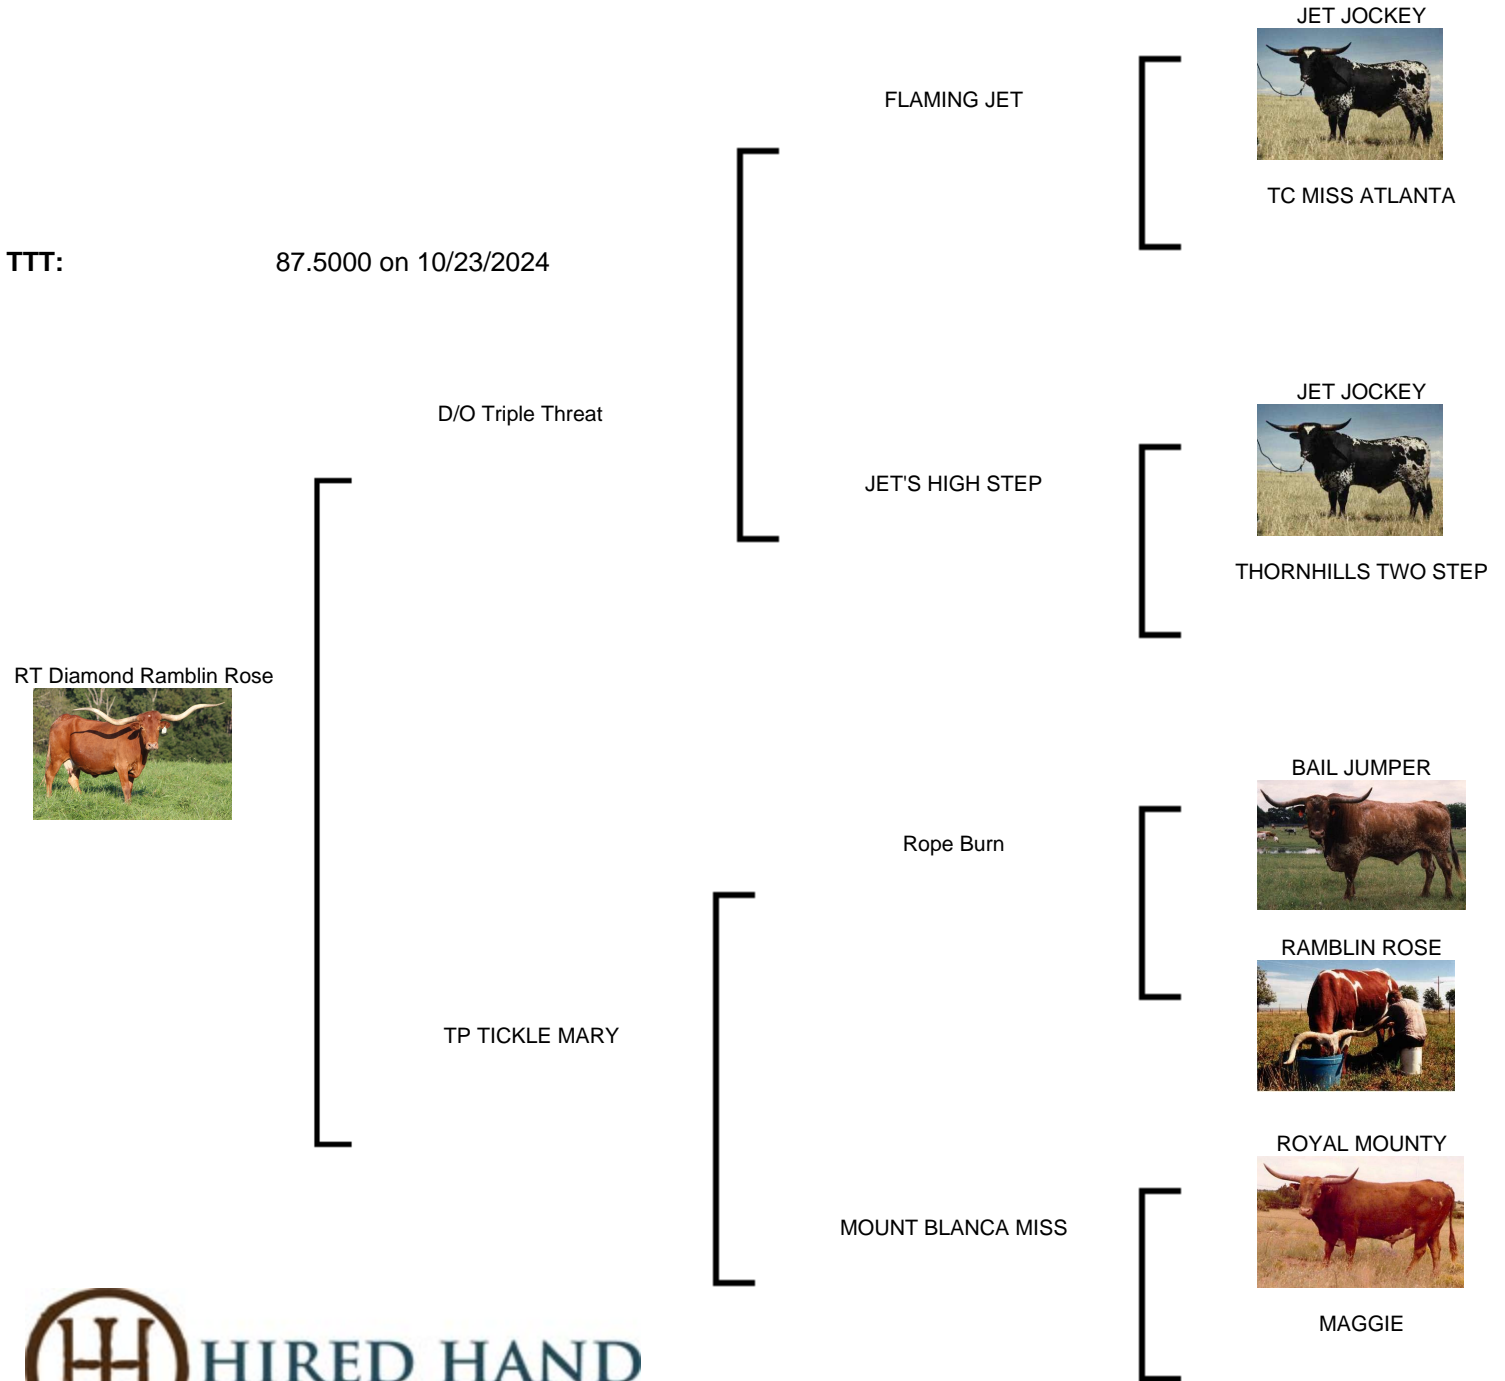 JET JOCKEY
FLAMING JET
TC MISS ATLANTA
TTT: 87.5000 on 10/23/2024
JET JOCKEY
D/O Triple Threat
JET'S HIGH STEP
THORNHILLS TWO STEP
RT Diamond Ramblin Rose
BAIL JUMPER
Rope Burn
RAMBLIN ROSE
TP TICKLE MARY
ROYAL MOUNTY
MOUNT BLANCA MISS
MAGGIE
HIRED HAND